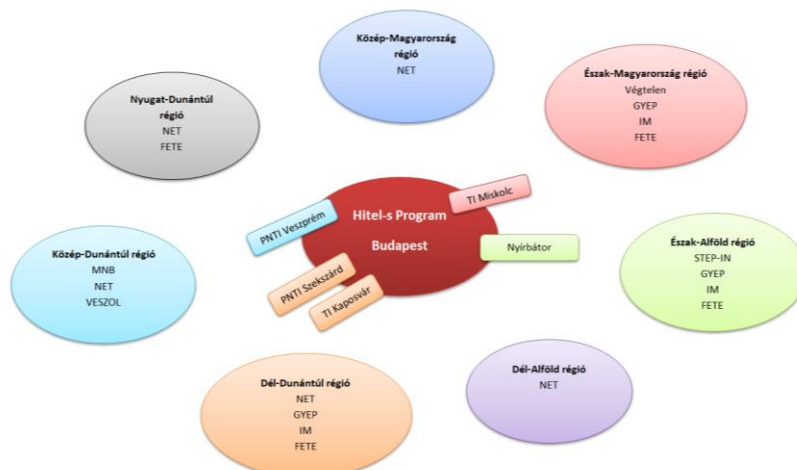 Közép-Magyarország
régió
NET
Észak-Magyarország régió
Végtelen
GYEP
IM
FETE
Nyugat-Dunántúl
régió
NET
FETE
TI Miskolc
PNTI Veszprém
Hitel-s Program
Budapest
Nyírbátor
PNTI Szekszárd
TI Kaposvár
Közép-Dunántúl régió
MNB
NET
VESZOL
Észak-Alföld régió
STEP-IN
GYEP
IM
FETE
Dél-Dunántúl régió
NET
GYEP
IM
FETE
Dél-Alföld régió
NET